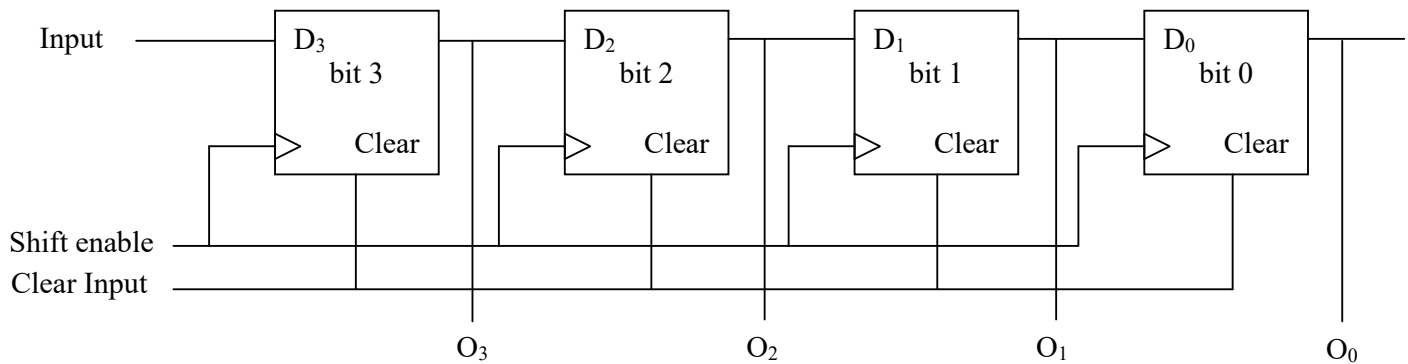 Input D₃ D₂ D₁ D₀
bit 3 bit 2 bit 1 bit 0
Clear Clear Clear Clear
Shift enable
Clear Input
O₃ O₂ O₁ O₀